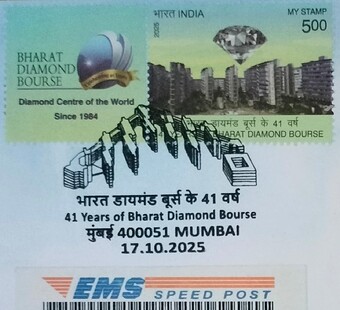 BHARAT
DIAMOND
BOURSE
Diamond Centre of the World
Since 1984
भारत INDIA
2025
MY STAMP
500
भारत डायमंड बूर्स के 41 वर्ष
41 BHARAT DIAMOND BOURSE
भारत डायमंड बूर्स के 41 वर्ष
41 Years of Bharat Diamond Bourse
मुंबई 400051 MUMBAI
17.10.2025
EMS SPEED POST